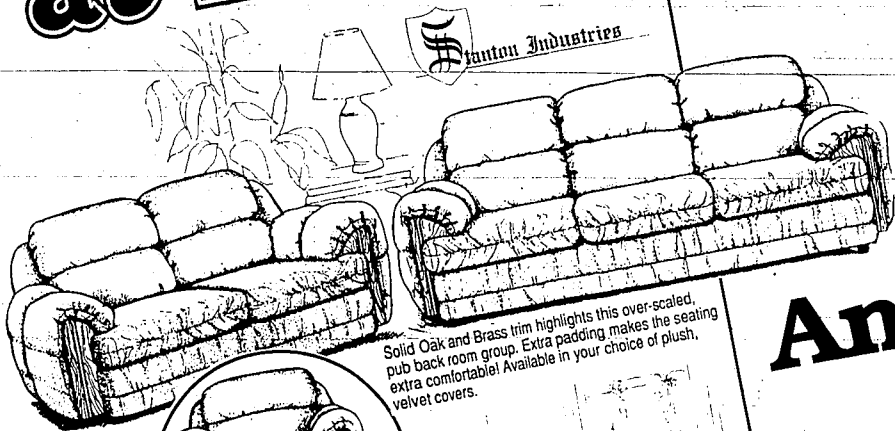 Stanton Industries
Solid Oak and Brass trim highlights this over-scaled,
pub back room group. Extra padding makes the seating
extra comfortable! Available in your choice of plush,
velvet covers.
An